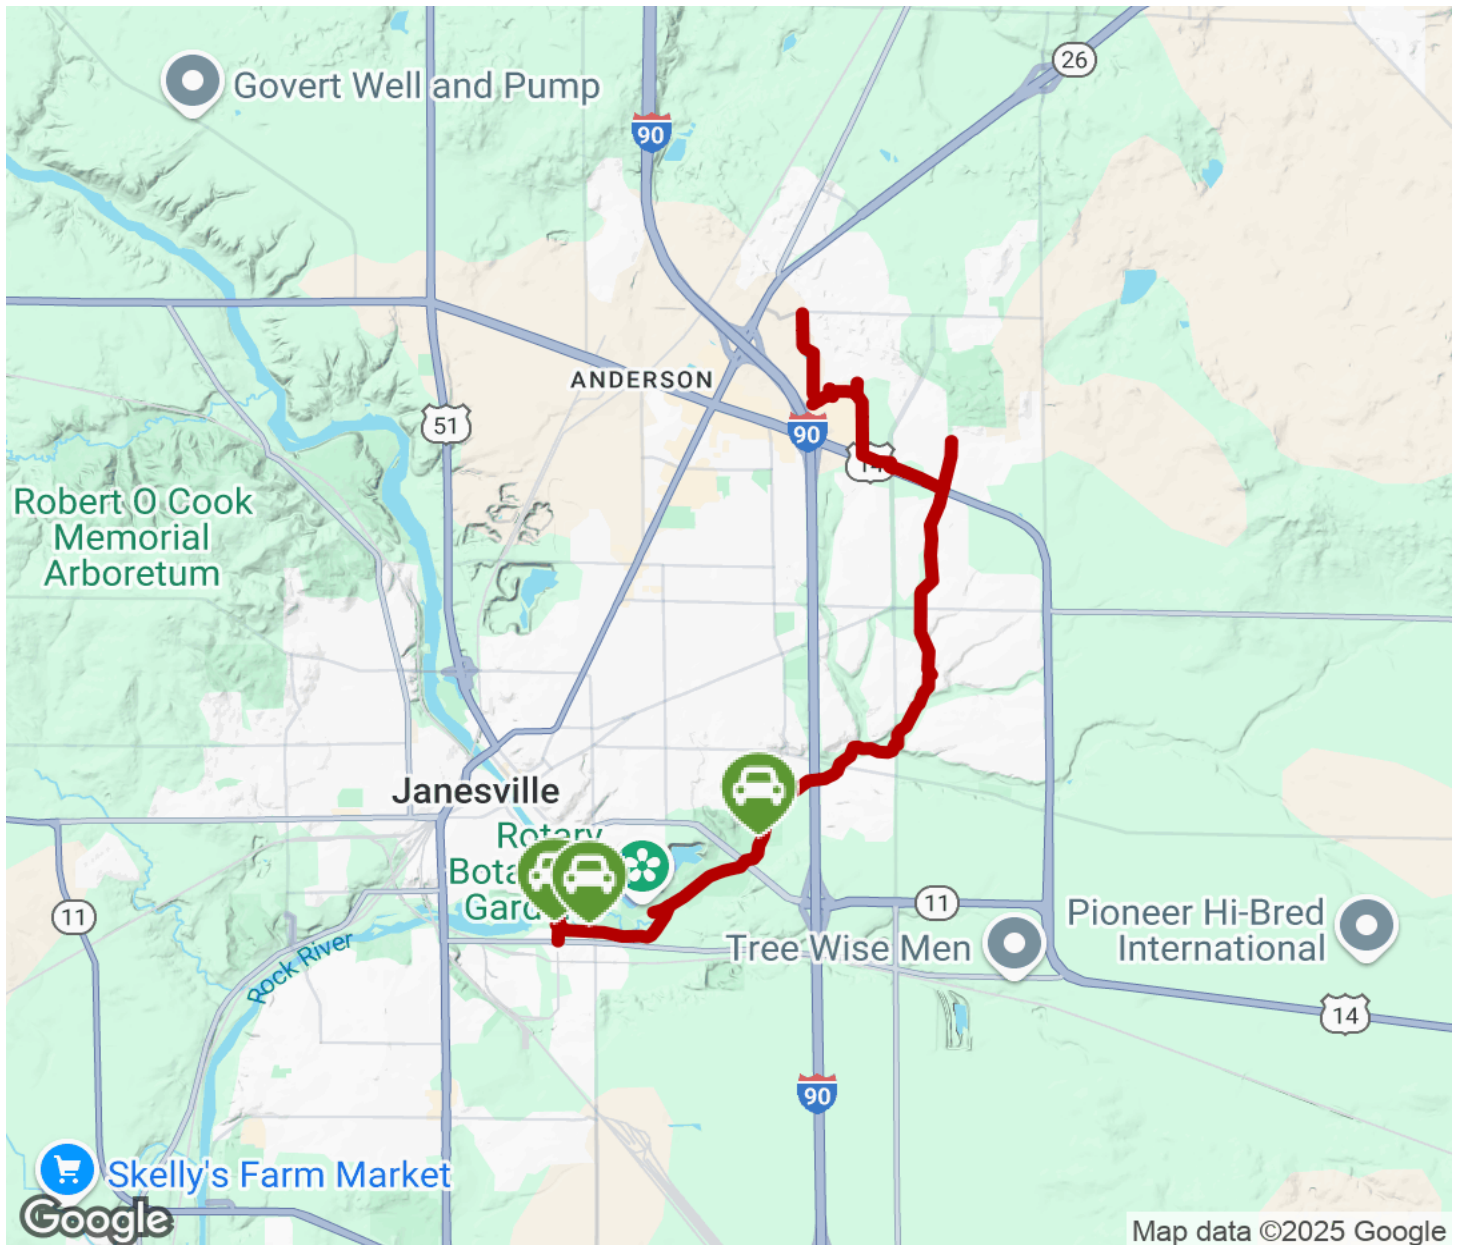 Govert Well and Pump
26
90
ANDERSON
51
90
14
Robert O Cook
Memorial
Arboretum
Janesville
Rotary
Bota
Gard
11
11
Pioneer Hi-Bred
International
Tree Wise Men
Rock River
14
90
Skelly's Farm Market
Google
Map data ©2025 Google